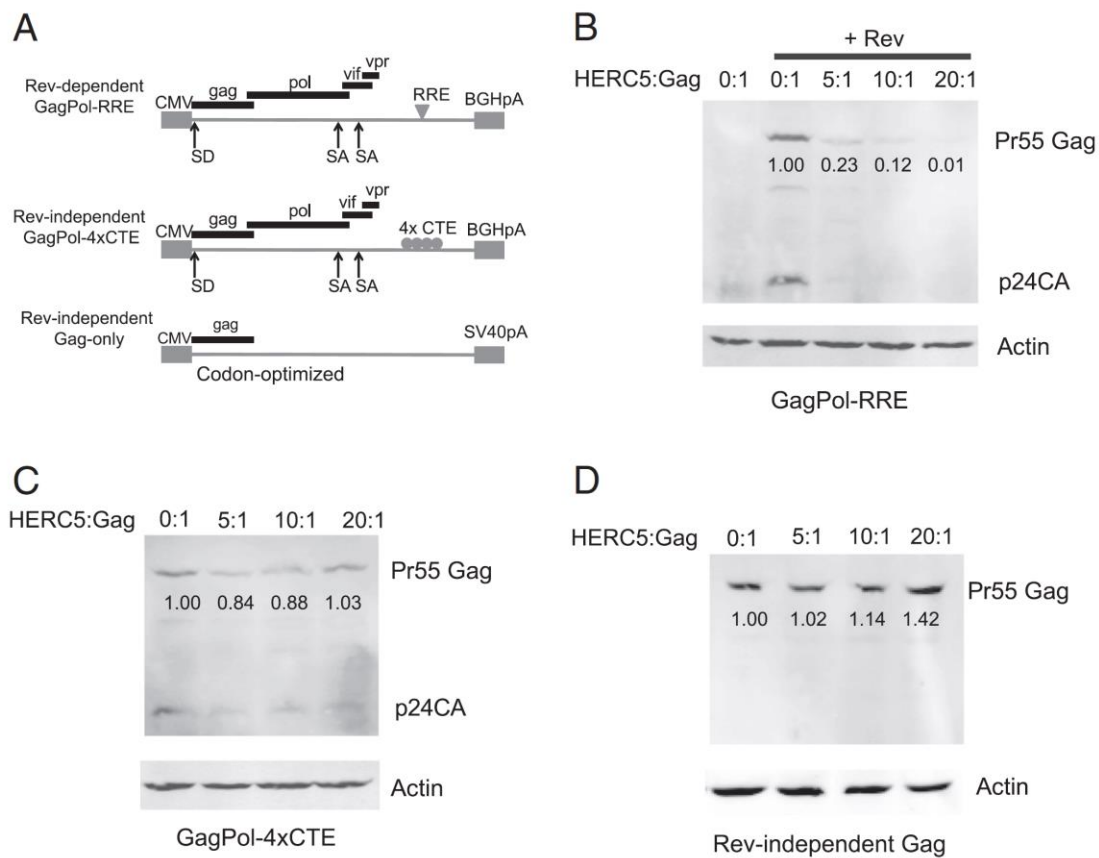 A
Rev-dependent
GagPol-RRE
CMV gag pol vif vpr RRE BGHpA
SD SA SA
Rev-independent
GagPol-4xCTE
CMV gag pol vif vpr 4x CTE BGHpA
SD SA SA
Rev-independent
Gag-only
CMV gag SV40pA
Codon-optimized
B
+ Rev
HERC5:Gag 0:1 0:1 5:1 10:1 20:1
Pr55 Gag
1.00 0.23 0.12 0.01
p24CA
Actin
GagPol-RRE
C
HERC5:Gag 0:1 5:1 10:1 20:1
Pr55 Gag
1.00 0.84 0.88 1.03
p24CA
Actin
GagPol-4xCTE
D
HERC5:Gag 0:1 5:1 10:1 20:1
Pr55 Gag
1.00 1.02 1.14 1.42
Actin
Rev-independent Gag